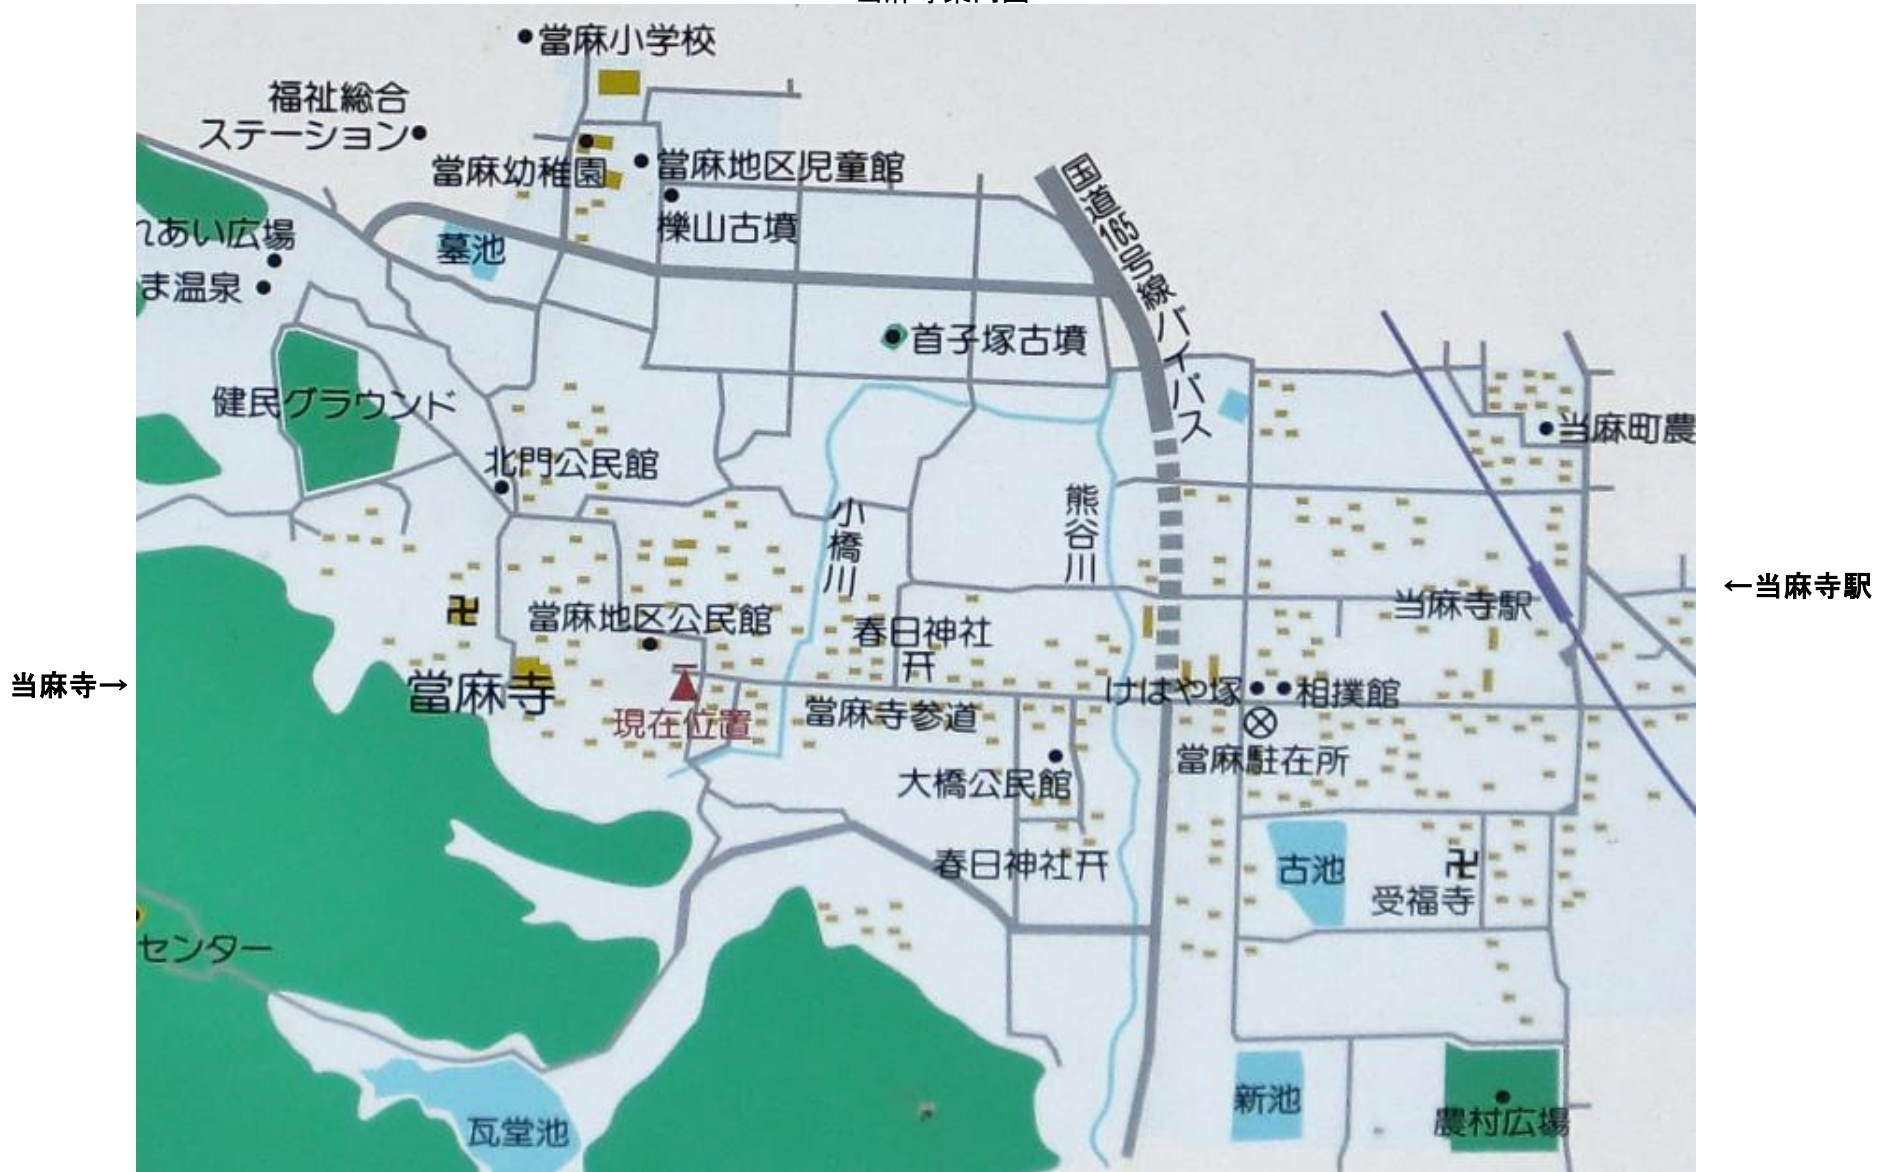 當麻小学校
福祉総合
ステーション
當麻幼稚園
當麻地区児童館
櫟山古墳
国道165号線バイパス
れあい広場
墓池
ま温泉
首子塚古墳
健民グラウンド
当麻町農
北門公民館
小橋川
熊谷川
←当麻寺駅
当麻寺駅
當麻地区公民館
春日神社
当麻寺→
當麻寺
現在位置
當麻寺参道
けはや塚
相撲館
當麻駐在所
大橋公民館
春日神社
古池
受福寺
センター
新池
農村広場
瓦堂池